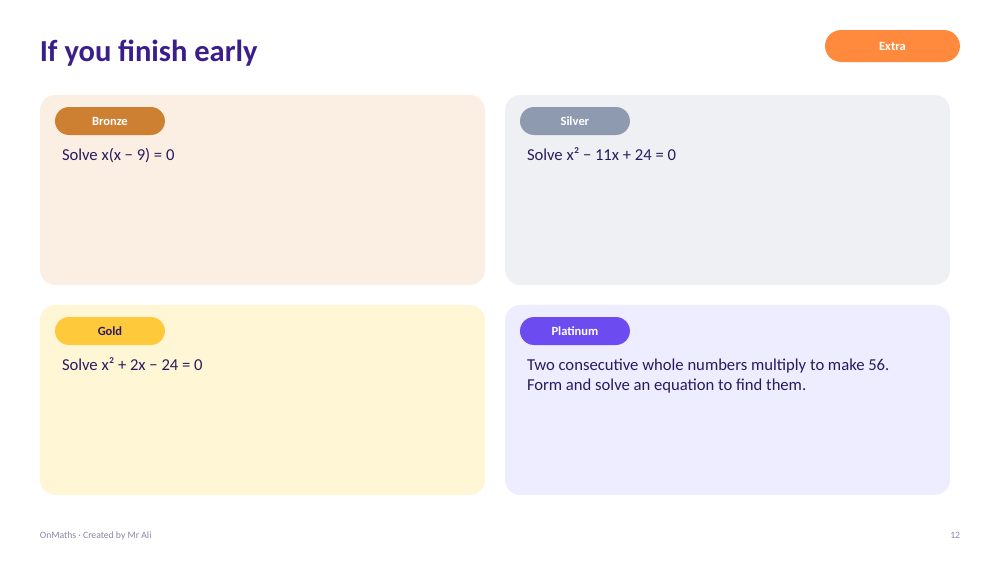 If you finish early
Extra
Bronze
Solve x(x − 9) = 0
Silver
Solve x² − 11x + 24 = 0
Gold
Solve x² + 2x − 24 = 0
Platinum
Two consecutive whole numbers multiply to make 56.
Form and solve an equation to find them.
OnMaths · Created by Mr Ali
12